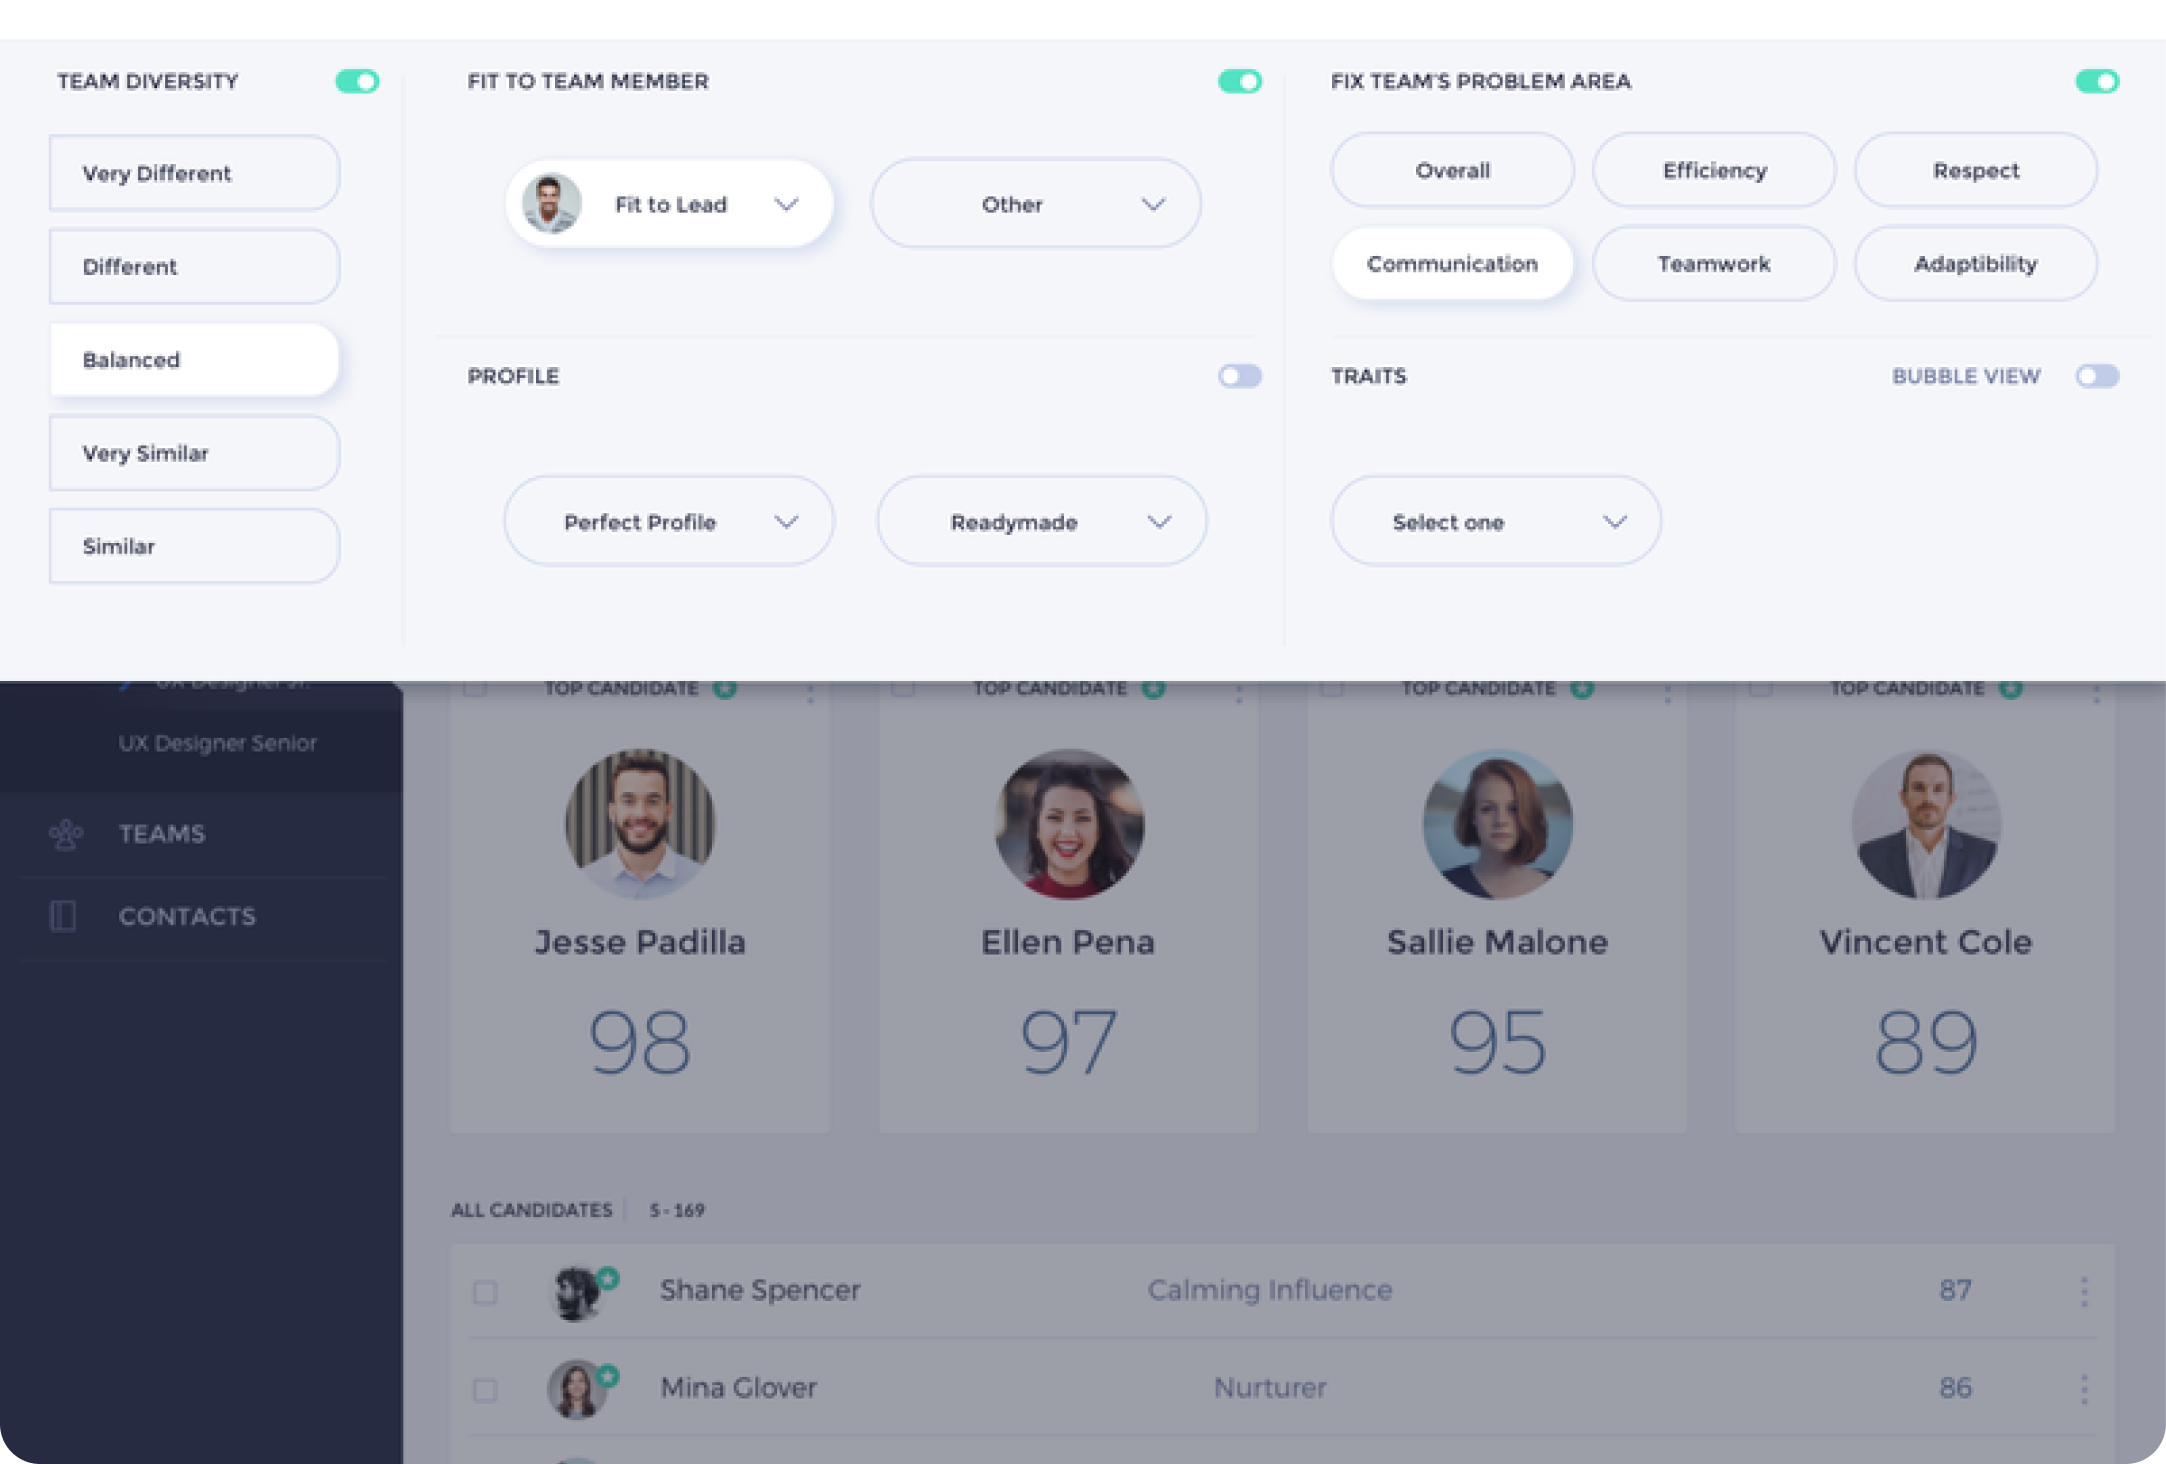 TEAM DIVERSITY
Very Different
Different
Balanced
Very Similar
Similar
FIT TO TEAM MEMBER
Fit to Lead
Other
PROFILE
Perfect Profile
Readymade
FIX TEAM'S PROBLEM AREA
Overall
Efficiency
Respect
Communication
Teamwork
Adaptibility
TRAITS
BUBBLE VIEW
Select one
UX Designer Jr.
UX Designer Senior
TEAMS
CONTACTS
TOP CANDIDATE
Jesse Padilla
98
TOP CANDIDATE
Ellen Pena
97
TOP CANDIDATE
Sallie Malone
95
TOP CANDIDATE
Vincent Cole
89
ALL CANDIDATES 5 - 169
Shane Spencer Calming Influence 87
Mina Glover Nurturer 86